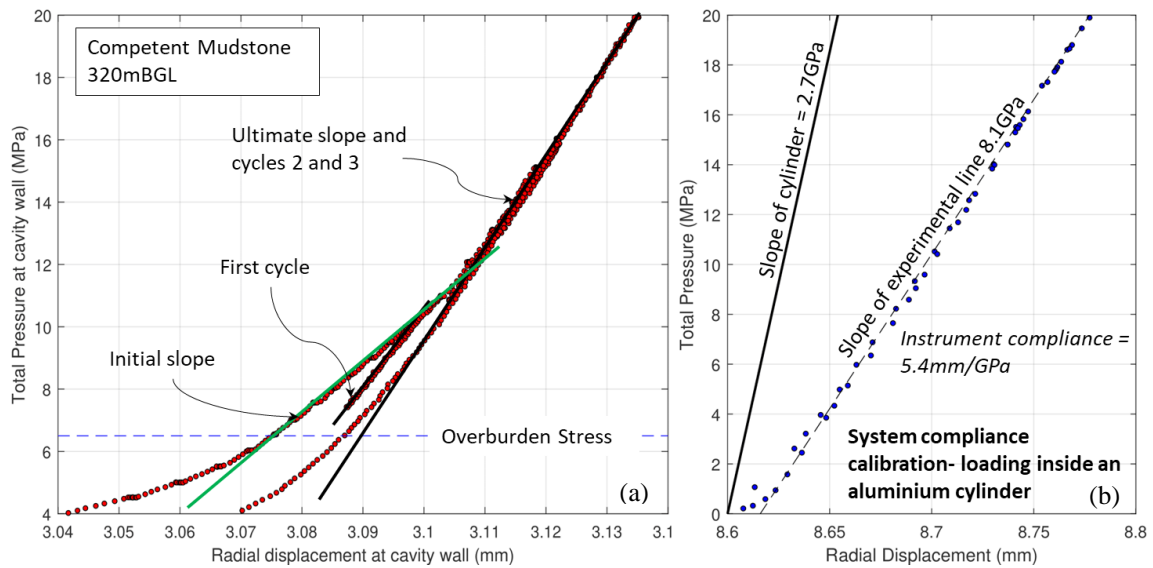 Competent Mudstone
320mBGL
Ultimate slope and
cycles 2 and 3
First cycle
Initial slope
Overburden Stress
(a)
Total Pressure at cavity wall (MPa)
20
18
16
14
12
10
8
6
4
3.04
3.05
3.06
3.07
3.08
3.09
3.1
3.11
3.12
3.13
3.1
Radial displacement at cavity wall (mm)
Slope of cylinder = 2.7GPa
Slope of experimental line 8.1GPa
Instrument compliance =
5.4mm/GPa
System compliance
calibration- loading inside an
aluminium cylinder
(b)
Total Pressure (MPa)
20
18
16
14
12
10
8
6
4
2
0
8.6
8.65
8.7
8.75
8.8
Radial Displacement (mm)